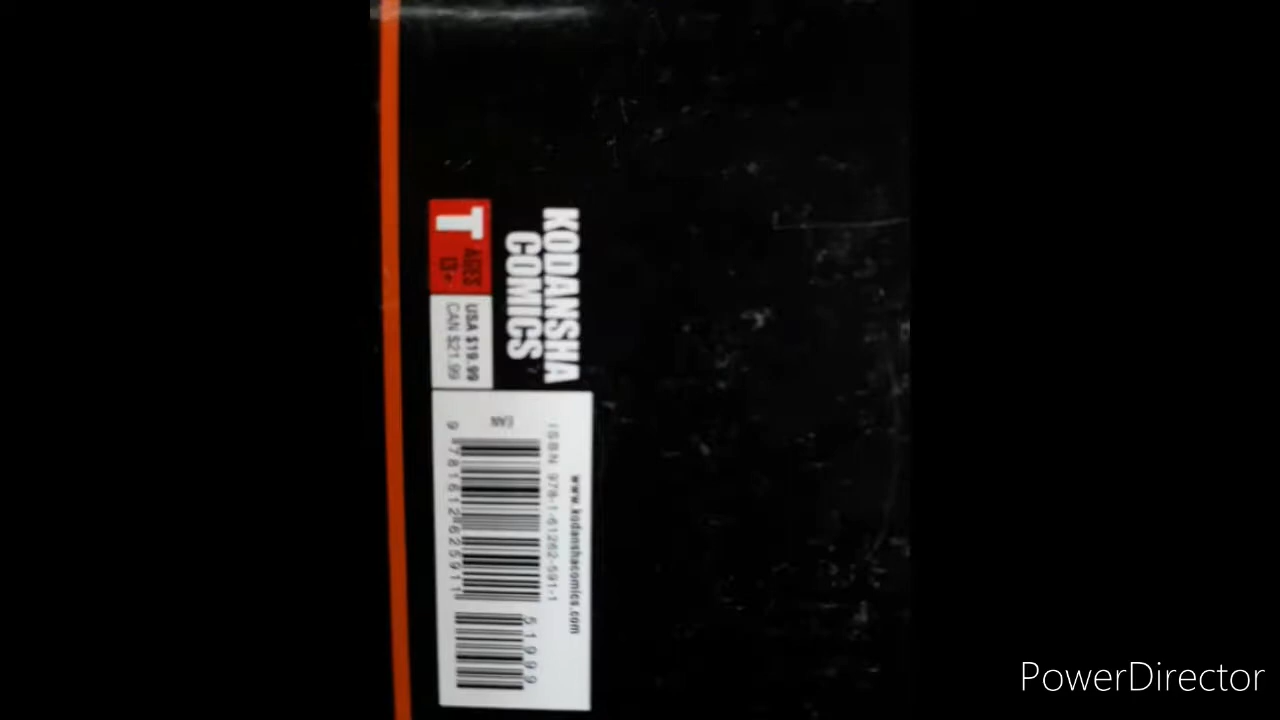 KODANSHA
COMICS
T
AGES
13+
USA $19.99
CAN $21.99
www.kodanshacomics.com
ISBN 978-1-61262-591-1
EAN
9 781612 625911
51999
PowerDirector